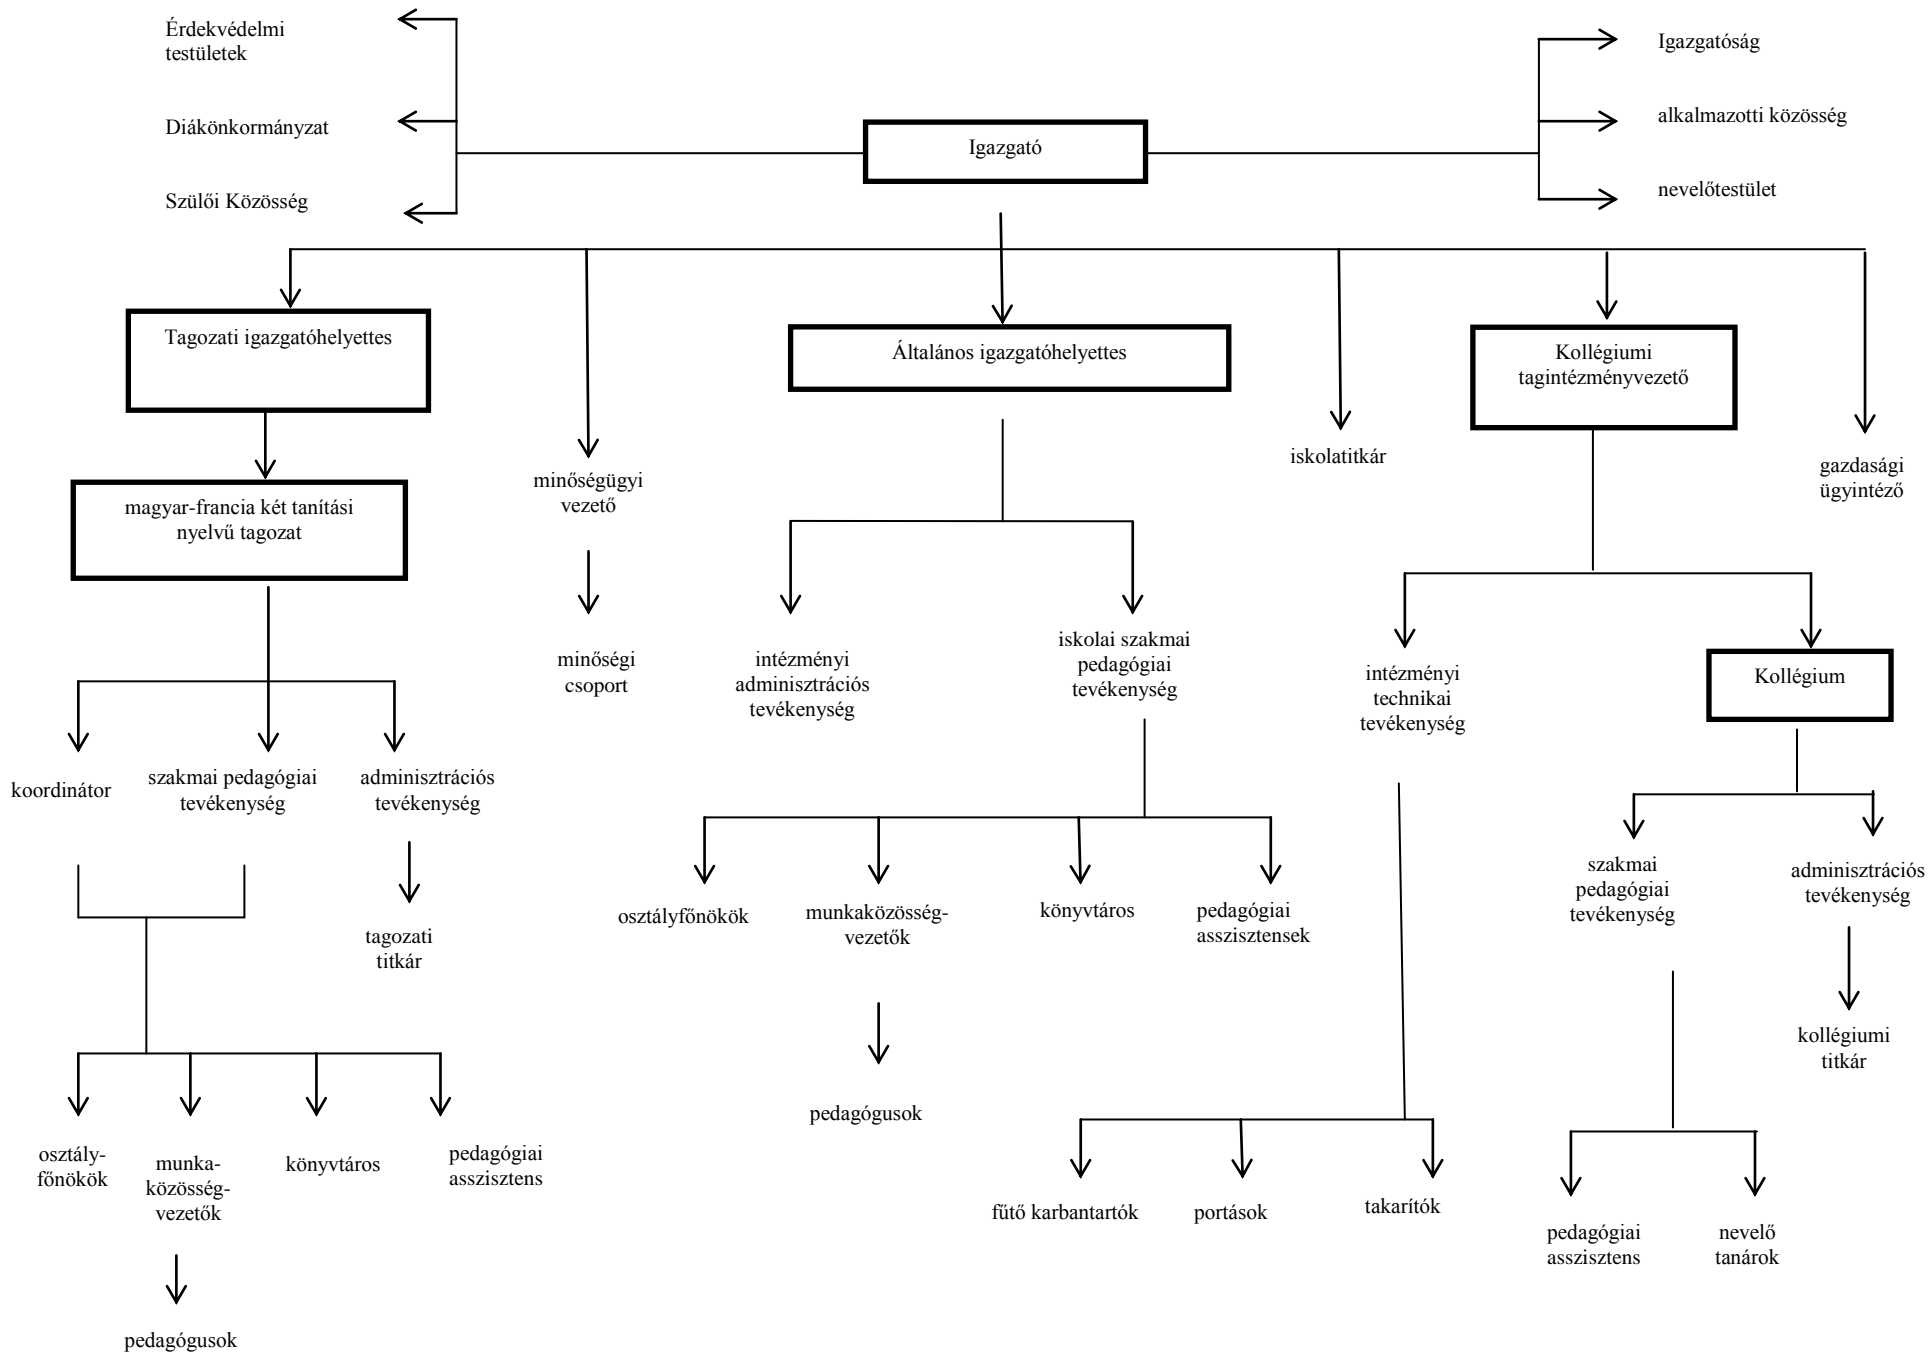 Érdekvédelmi
testületek
Diákönkormányzat
Szülői Közösség
Igazgató
Igazgatóság
alkalmazotti közösség
nevelőtestület
Tagozati igazgatóhelyettes
Általános igazgatóhelyettes
Kollégiumi
tagintézményvezető
magyar-francia két tanítási
nyelvű tagozat
minőségügyi
vezető
iskolatitkár
gazdasági
ügyintéző
minőségi
csoport
intézményi
adminisztrációs
tevékenység
iskolai szakmai
pedagógiai
tevékenység
intézményi
technikai
tevékenység
Kollégium
koordinátor
szakmai pedagógiai
tevékenység
adminisztrációs
tevékenység
tagozati
titkár
osztályfőnökök
munkaközösség-
vezetők
könyvtáros
pedagógiai
asszisztensek
szakmai
pedagógiai
tevékenység
adminisztrációs
tevékenység
kollégiumi
titkár
pedagógusok
osztály-
főnökök
munka-
közösség-
vezetők
könyvtáros
pedagógiai
asszisztens
fűtő karbantartók
portások
takarítók
pedagógiai
asszisztens
nevelő
tanárok
pedagógusok